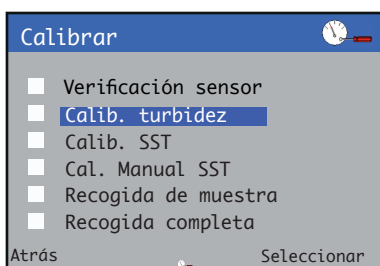 Calibrar
Verificación sensor
Calib. turbidez
Calib. SST
Cal. Manual SST
Recogida de muestra
Recogida completa
Atrás Seleccionar